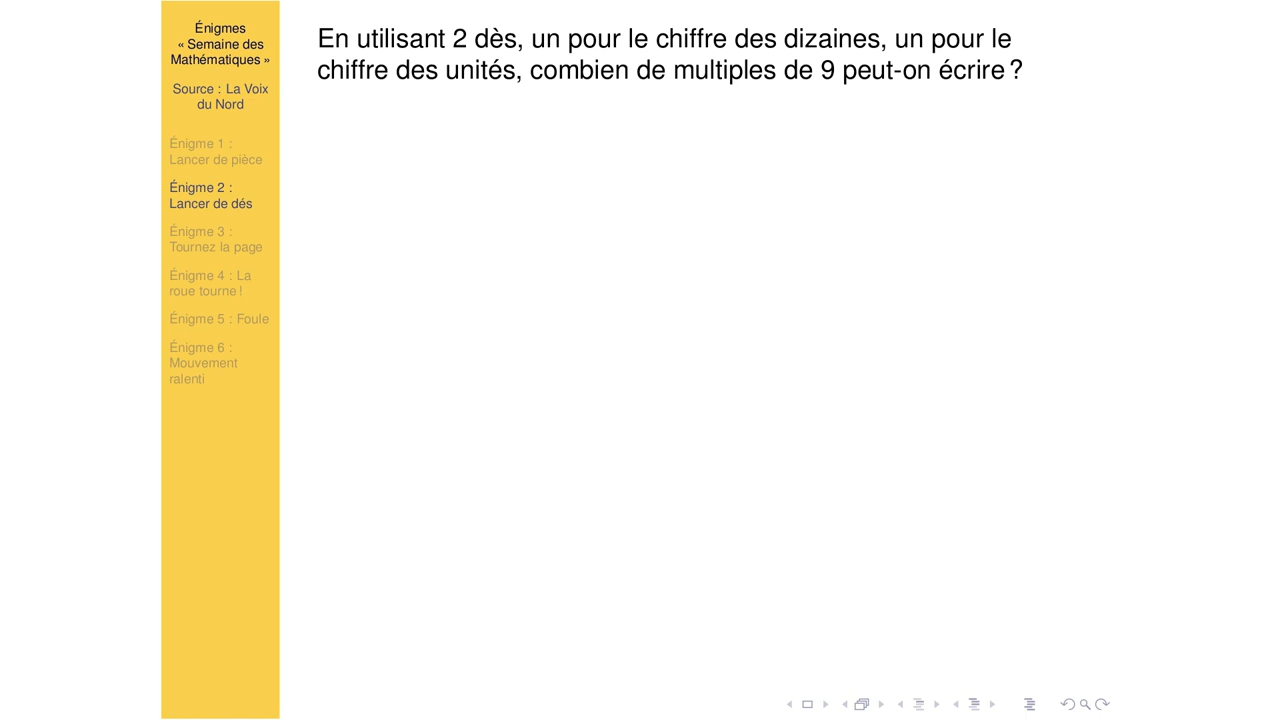 Énigmes
« Semaine des
Mathématiques »
Source : La Voix
du Nord
Énigme 1 :
Lancer de pièce
Énigme 2 :
Lancer de dés
Énigme 3 :
Tournez la page
Énigme 4 : La
roue tourne !
Énigme 5 : Foule
Énigme 6 :
Mouvement
ralenti
En utilisant 2 dès, un pour le chiffre des dizaines, un pour le
chiffre des unités, combien de multiples de 9 peut-on écrire ?